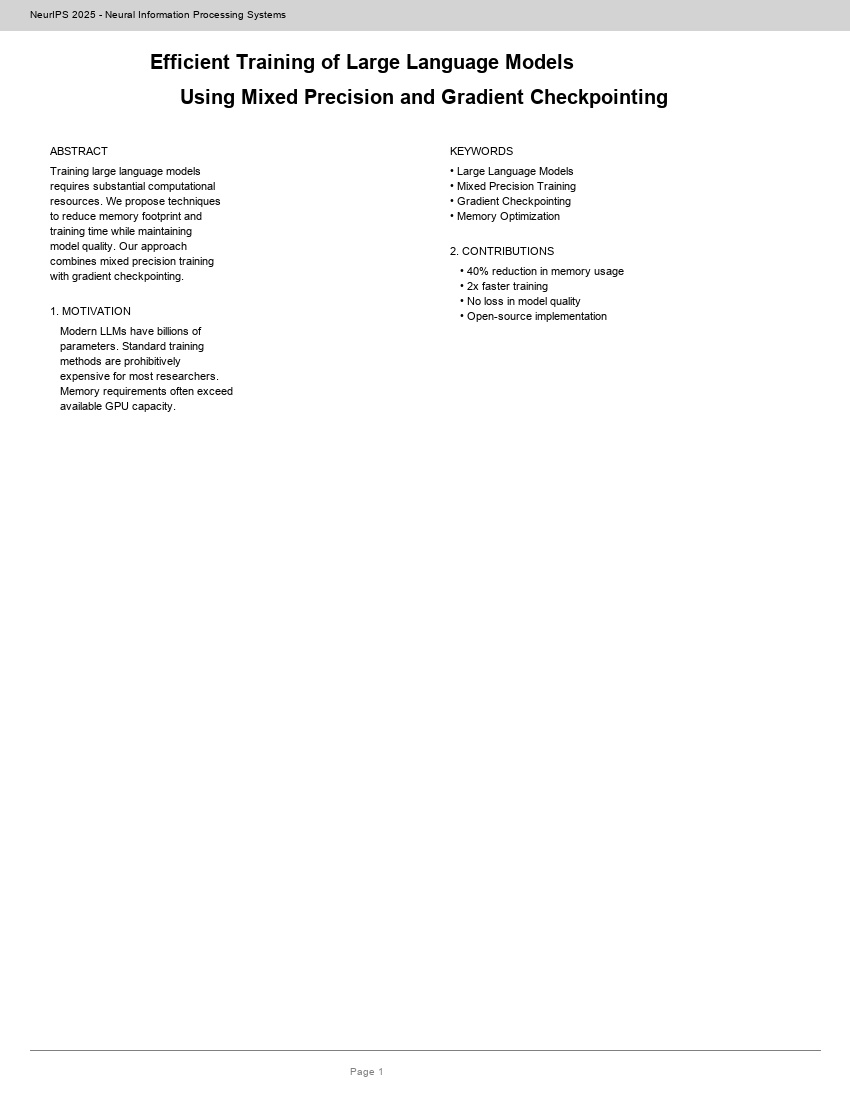 NeurIPS 2025 - Neural Information Processing Systems
Efficient Training of Large Language Models
Using Mixed Precision and Gradient Checkpointing
ABSTRACT
Training large language models
requires substantial computational
resources. We propose techniques
to reduce memory footprint and
training time while maintaining
model quality. Our approach
combines mixed precision training
with gradient checkpointing.
1. MOTIVATION
Modern LLMs have billions of
parameters. Standard training
methods are prohibitively
expensive for most researchers.
Memory requirements often exceed
available GPU capacity.
KEYWORDS
• Large Language Models
• Mixed Precision Training
• Gradient Checkpointing
• Memory Optimization
2. CONTRIBUTIONS
• 40% reduction in memory usage
• 2x faster training
• No loss in model quality
• Open-source implementation
Page 1